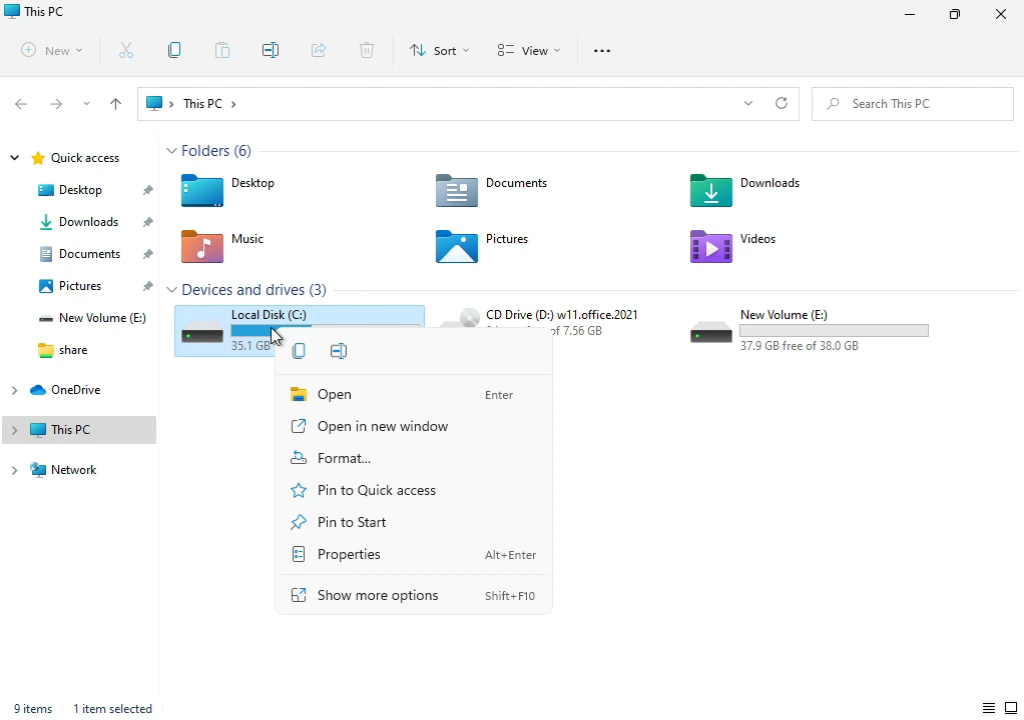 This PC
New
Sort
View
This PC
Search This PC
Quick access
Desktop
Downloads
Documents
Pictures
New Volume (E:)
share
OneDrive
This PC
Network
Folders (6)
Desktop
Documents
Downloads
Music
Pictures
Videos
Devices and drives (3)
Local Disk (C:)
35.1 GB
CD Drive (D:) w11.office.2021
of 7.56 GB
New Volume (E:)
37.9 GB free of 38.0 GB
Open Enter
Open in new window
Format...
Pin to Quick access
Pin to Start
Properties Alt+Enter
Show more options Shift+F10
9 items 1 item selected